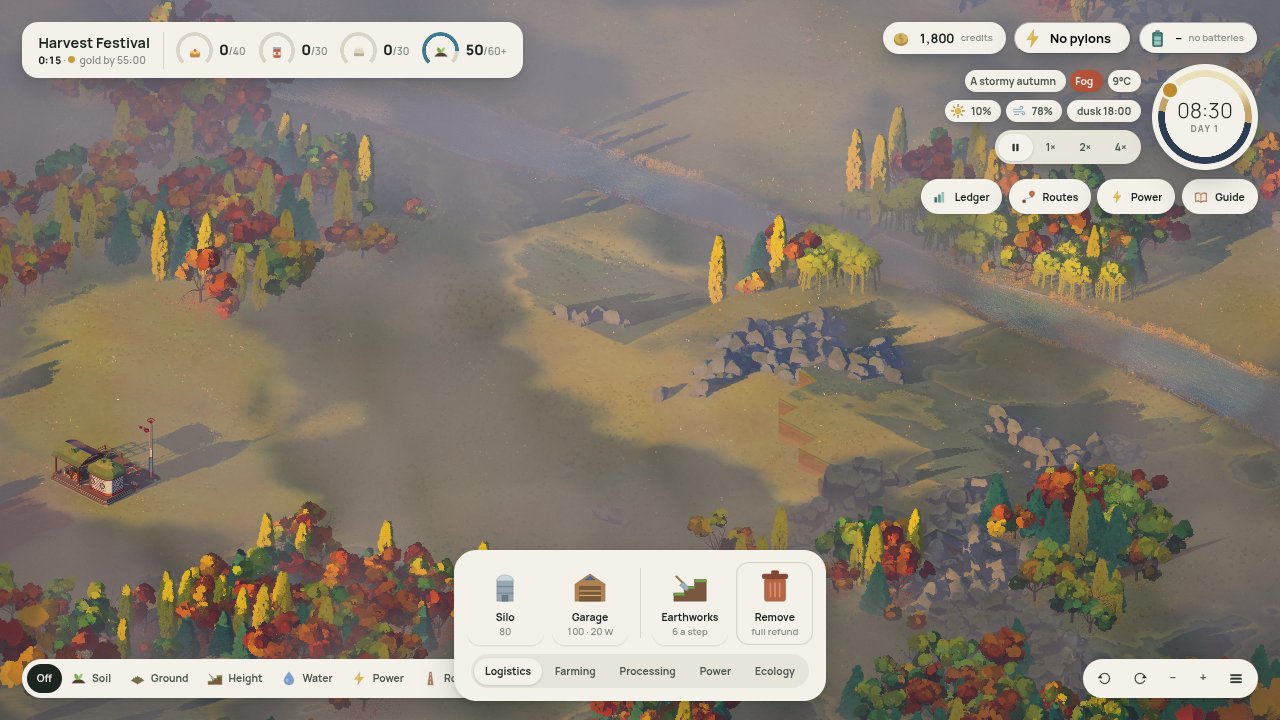 Harvest Festival
0:15 · gold by 55:00
0/40
0/30
0/30
50/60+
1,800 credits
No pylons
– no batteries
A stormy autumn
Fog
9°C
10%
78%
dusk 18:00
08:30
DAY 1
1×
2×
4×
Ledger
Routes
Power
Guide
Silo
80
Garage
100 · 20 W
Earthworks
6 a step
Remove
full refund
Logistics
Farming
Processing
Power
Ecology
Off
Soil
Ground
Height
Water
Power
− +